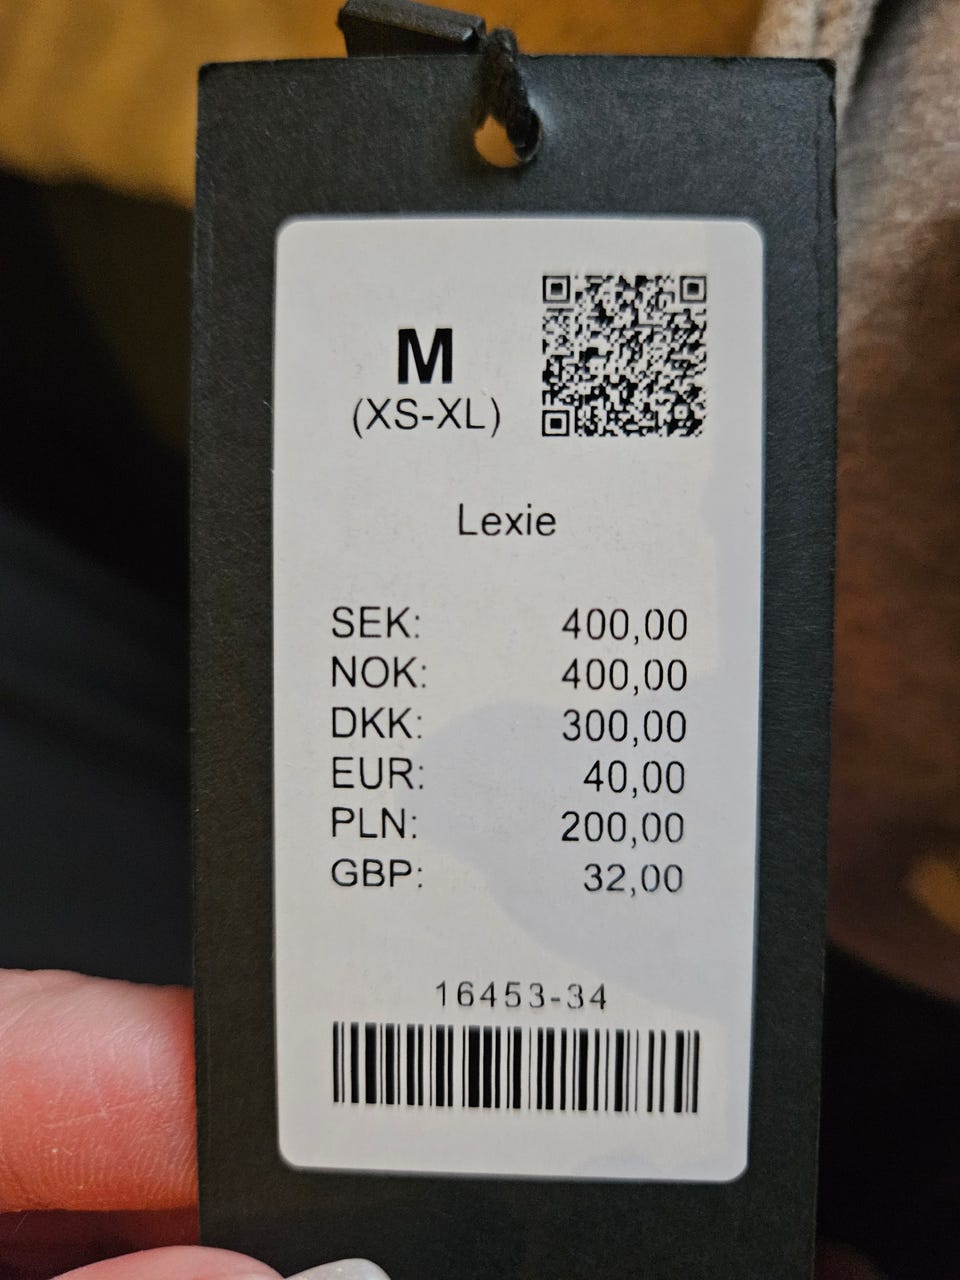 M
(XS-XL)
Lexie
SEK: 400,00
NOK: 400,00
DKK: 300,00
EUR: 40,00
PLN: 200,00
GBP: 32,00
16453-34